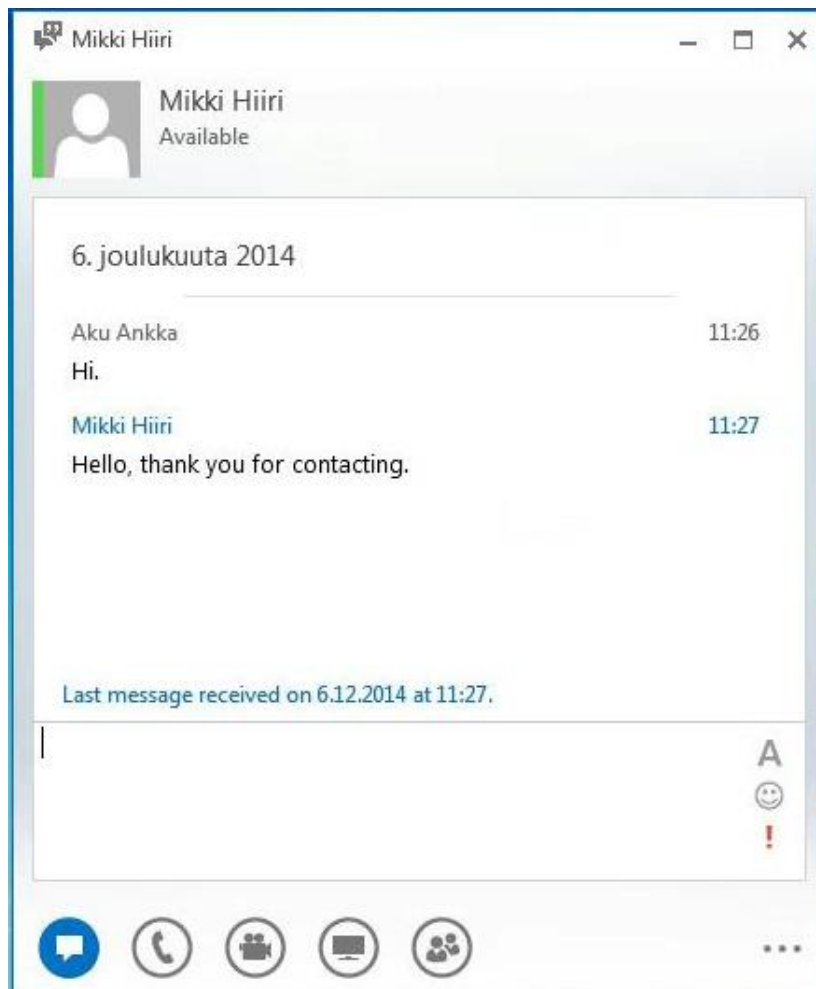 Mikki Hiiri
Mikki Hiiri
Available
6. joulukuuta 2014
Aku Ankka 11:26
Hi.
Mikki Hiiri 11:27
Hello, thank you for contacting.
Last message received on 6.12.2014 at 11:27.
A
!